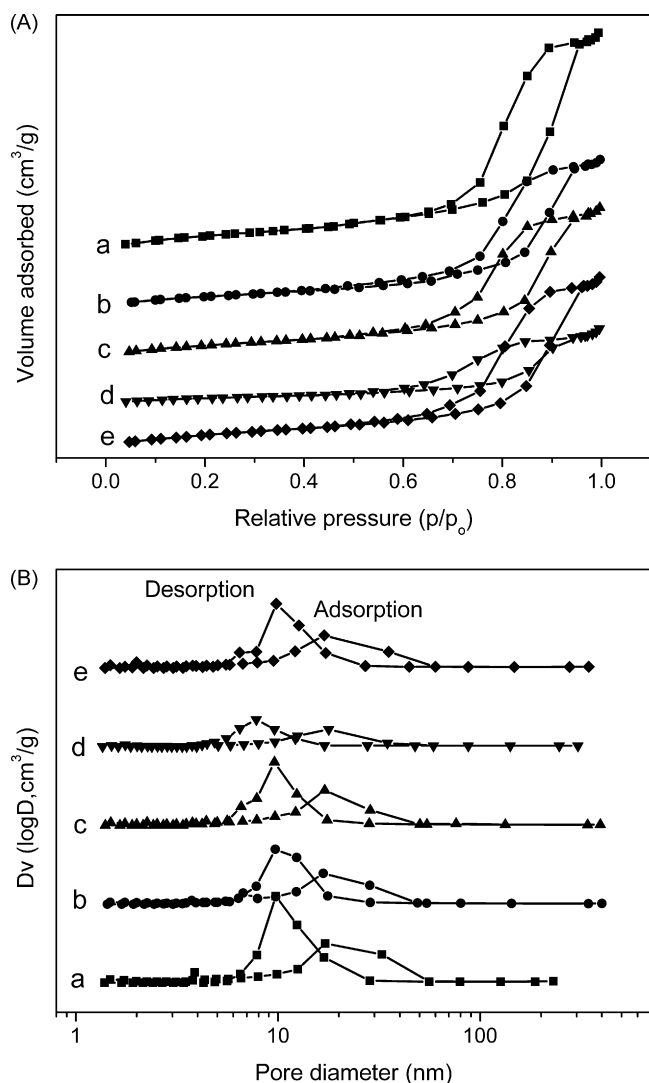 (A)
Volume adsorbed (cm³/g)
a
b
c
d
e
0.0 0.2 0.4 0.6 0.8 1.0
Relative pressure (p/pₒ)
(B)
Desorption
Adsorption
Dv (logD,cm³/g)
e
d
c
b
a
1 10 100
Pore diameter (nm)